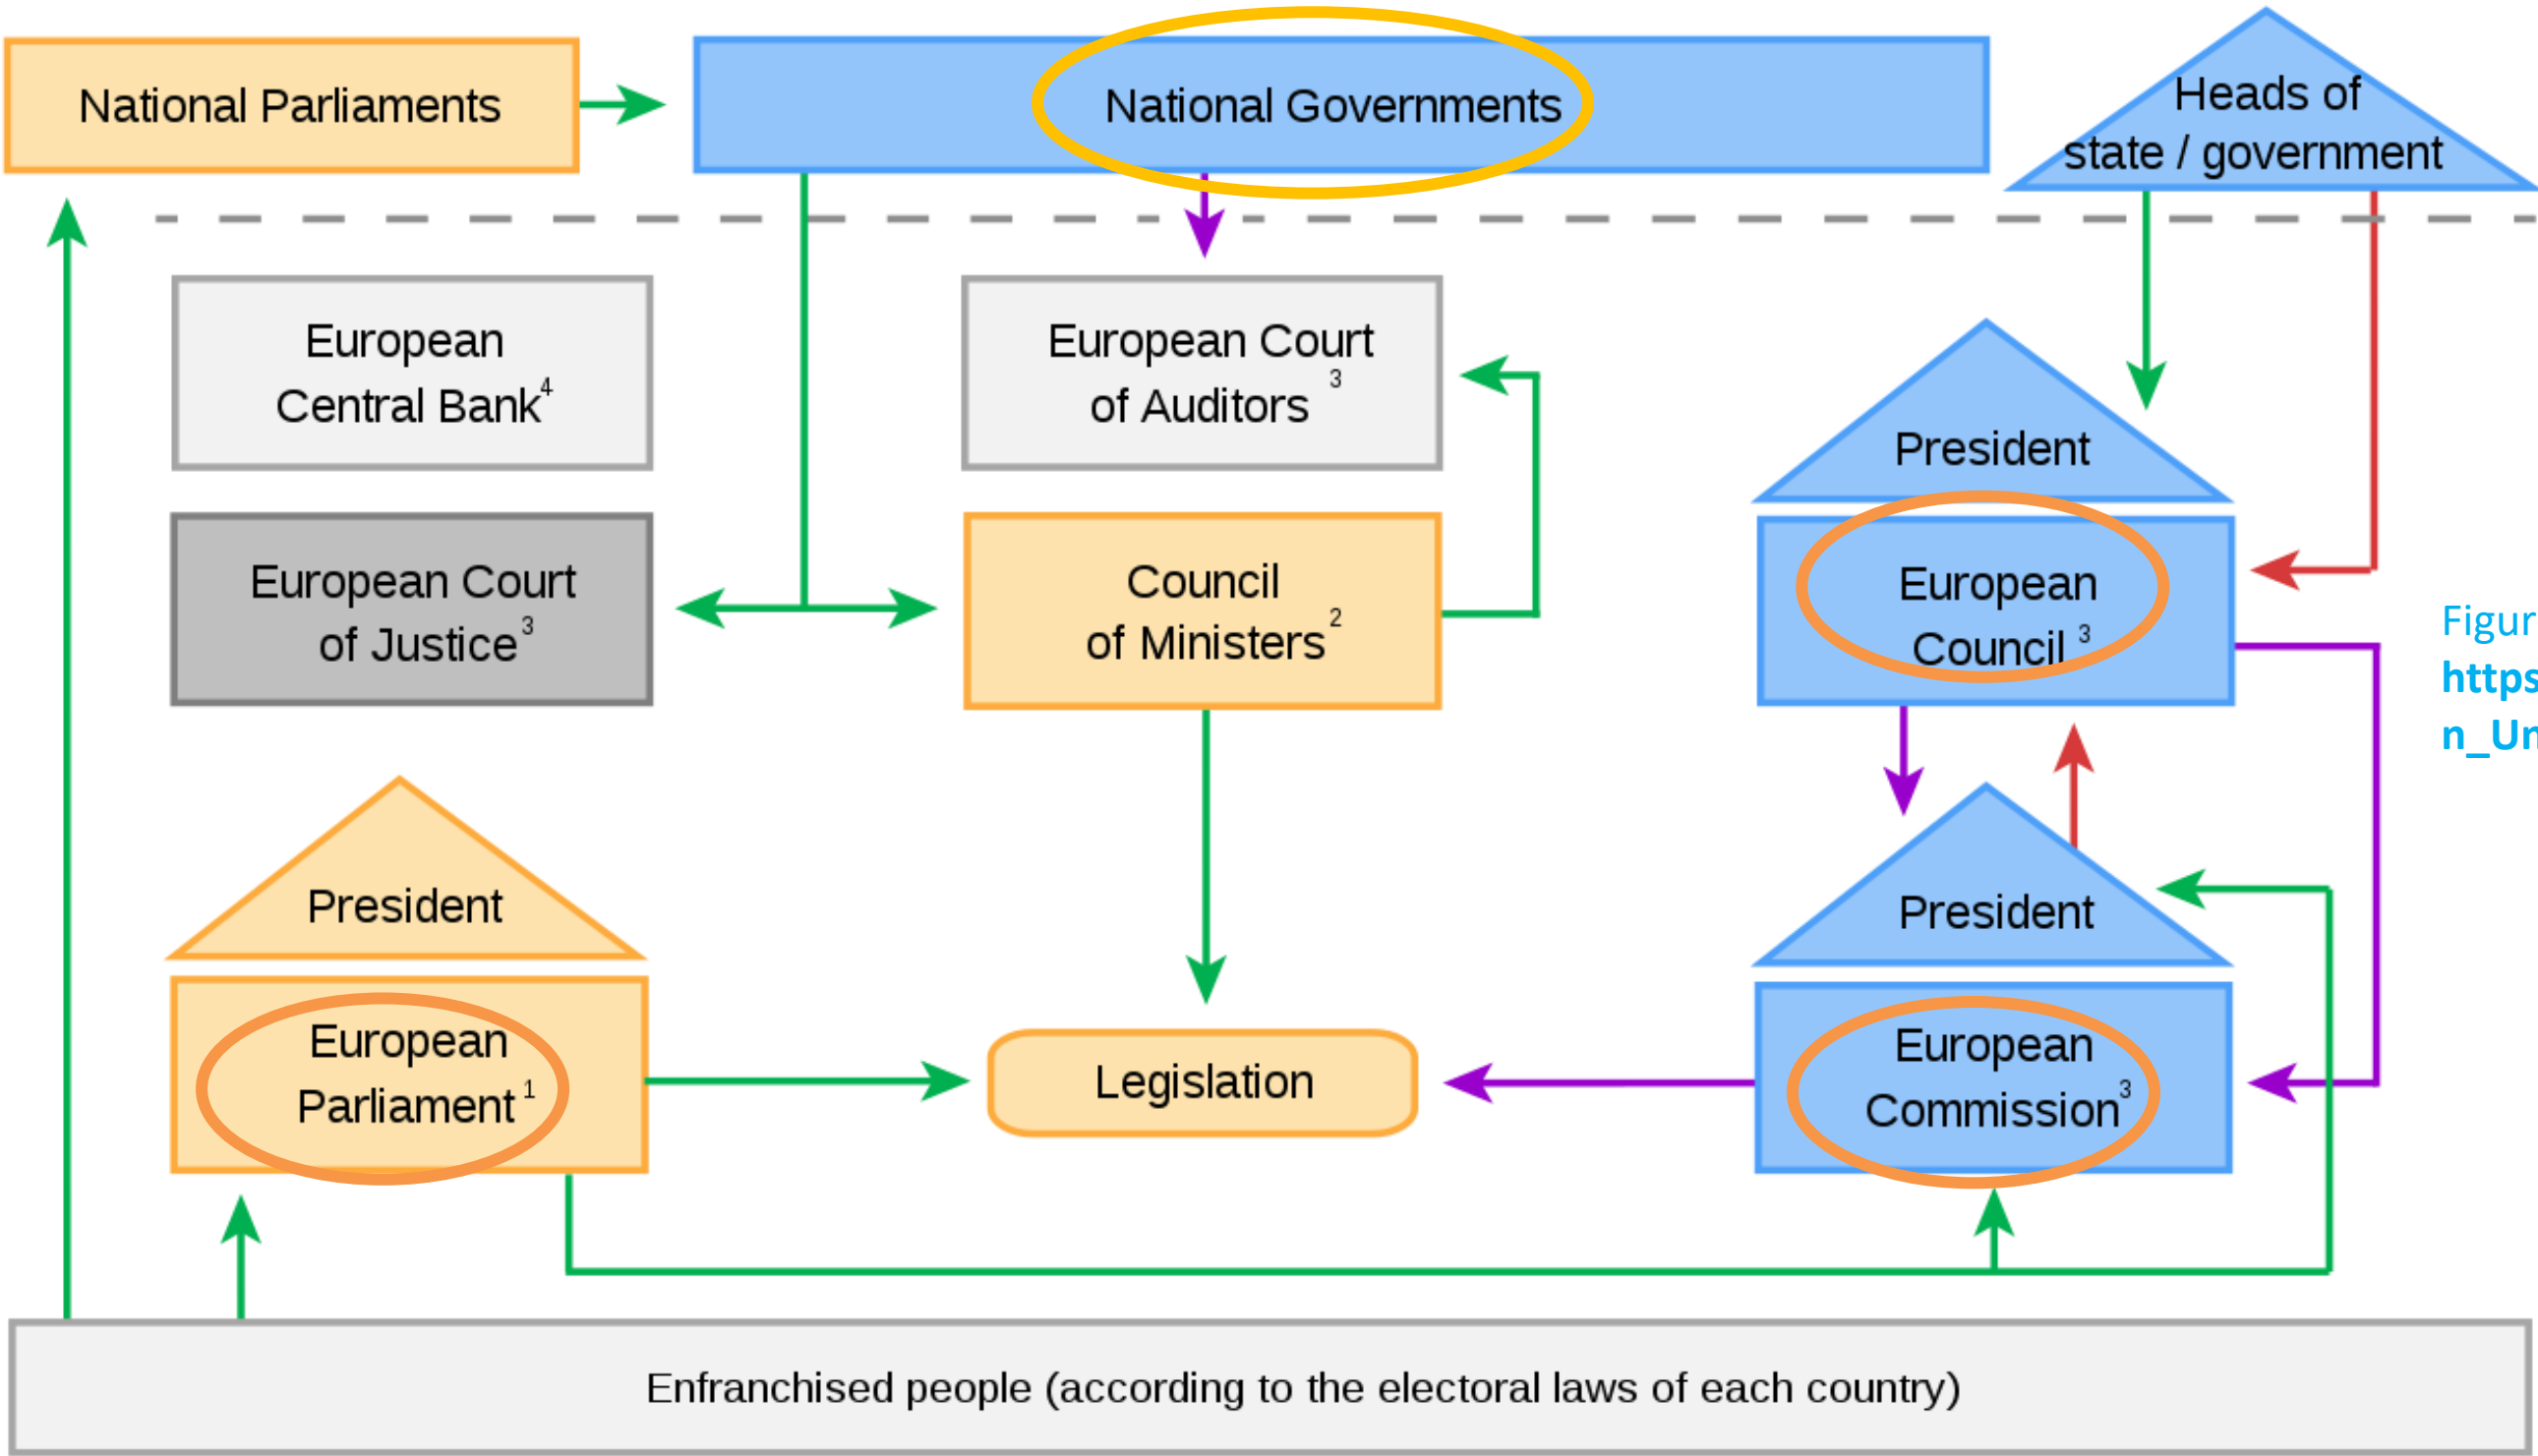 National Parliaments
National Governments
Heads of
state / government
European
Central Bank4
European Court
of Auditors 3
President
European Court
of Justice3
Council
of Ministers2
European
Council 3
Figur
https
n_Un
President
President
European
Parliament 1
Legislation
European
Commission3
Enfranchised people (according to the electoral laws of each country)